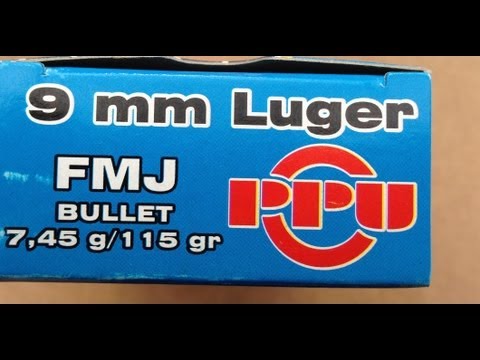 9 mm Luger
FMJ
BULLET
7,45 g/115 gr
PPU